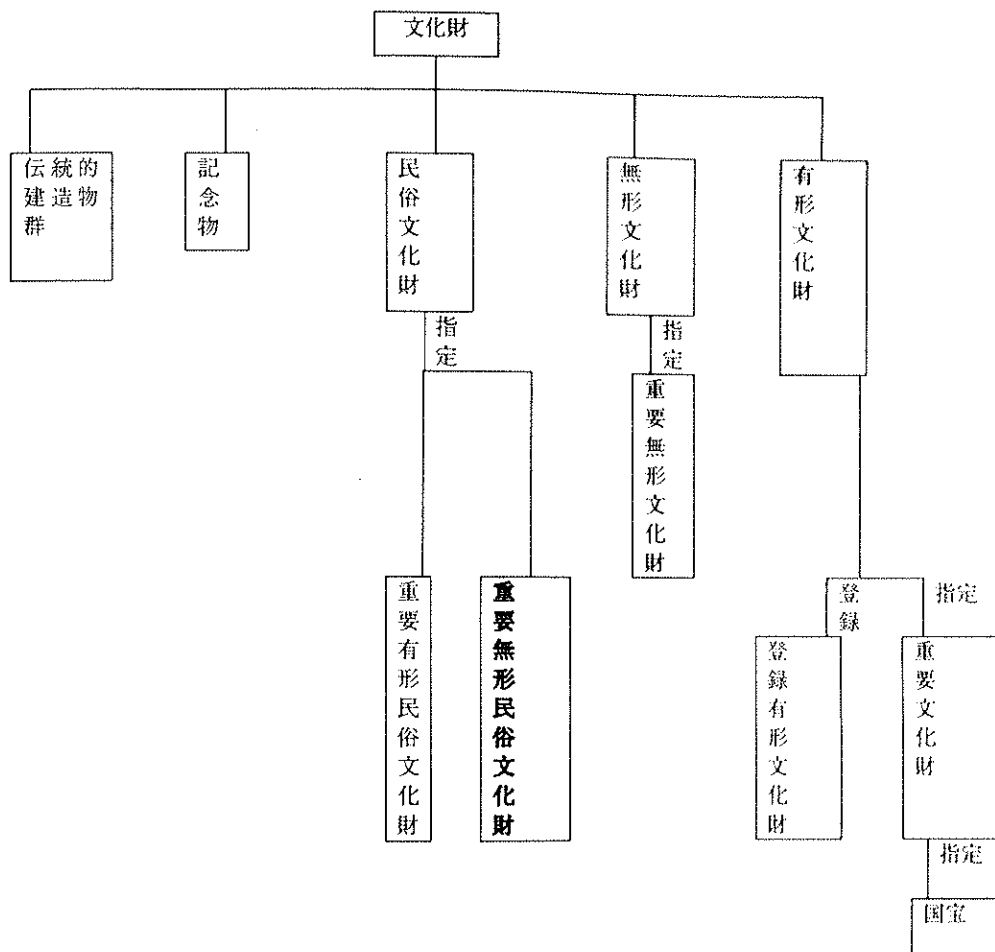 文化財
伝統的
建造物
群
記念物
民俗文化財
無形文化財
有形文化財
指定
指定
重要無形文化財
重要有形民俗文化財
重要無形民俗文化財
登録
指定
登録有形文化財
重要文化財
指定
国宝